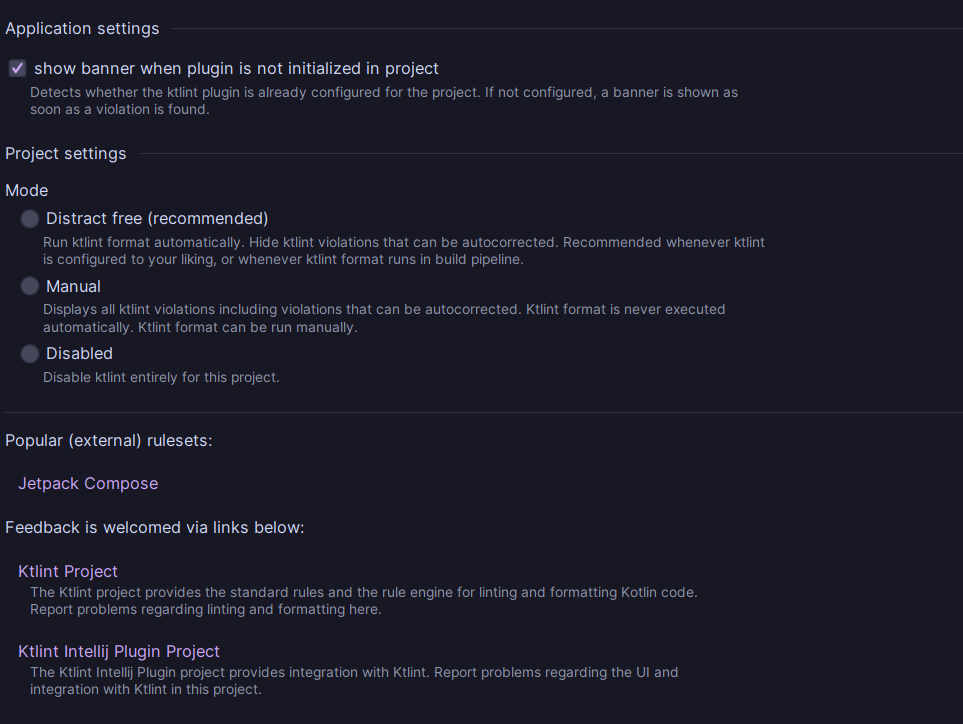 Application settings
show banner when plugin is not initialized in project
Detects whether the ktlint plugin is already configured for the project. If not configured, a banner is shown as
soon as a violation is found.
Project settings
Mode
Distract free (recommended)
Run ktlint format automatically. Hide ktlint violations that can be autocorrected. Recommended whenever ktlint
is configured to your liking, or whenever ktlint format runs in build pipeline.
Manual
Displays all ktlint violations including violations that can be autocorrected. Ktlint format is never executed
automatically. Ktlint format can be run manually.
Disabled
Disable ktlint entirely for this project.
Popular (external) rulesets:
Jetpack Compose
Feedback is welcomed via links below:
Ktlint Project
The Ktlint project provides the standard rules and the rule engine for linting and formatting Kotlin code.
Report problems regarding linting and formatting here.
Ktlint Intellij Plugin Project
The Ktlint Intellij Plugin project provides integration with Ktlint. Report problems regarding the UI and
integration with Ktlint in this project.